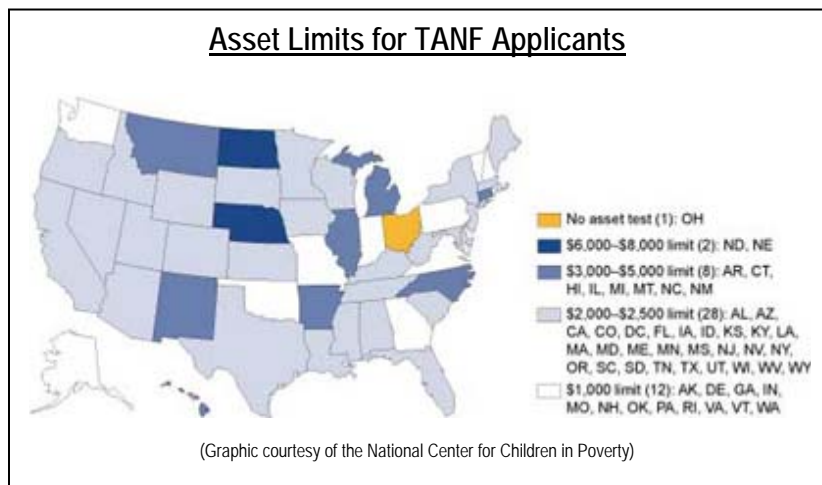 Asset Limits for TANF Applicants
No asset test (1): OH
$6,000–$8,000 limit (2): ND, NE
$3,000–$5,000 limit (8): AR, CT,
HI, IL, MI, MT, NC, NM
$2,000–$2,500 limit (28): AL, AZ,
CA, CO, DC, FL, IA, ID, KS, KY, LA,
MA, MD, ME, MN, MS, NJ, NV, NY,
OR, SC, SD, TN, TX, UT, WI, WV, WY
$1,000 limit (12): AK, DE, GA, IN,
MO, NH, OK, PA, RI, VA, VT, WA
(Graphic courtesy of the National Center for Children in Poverty)